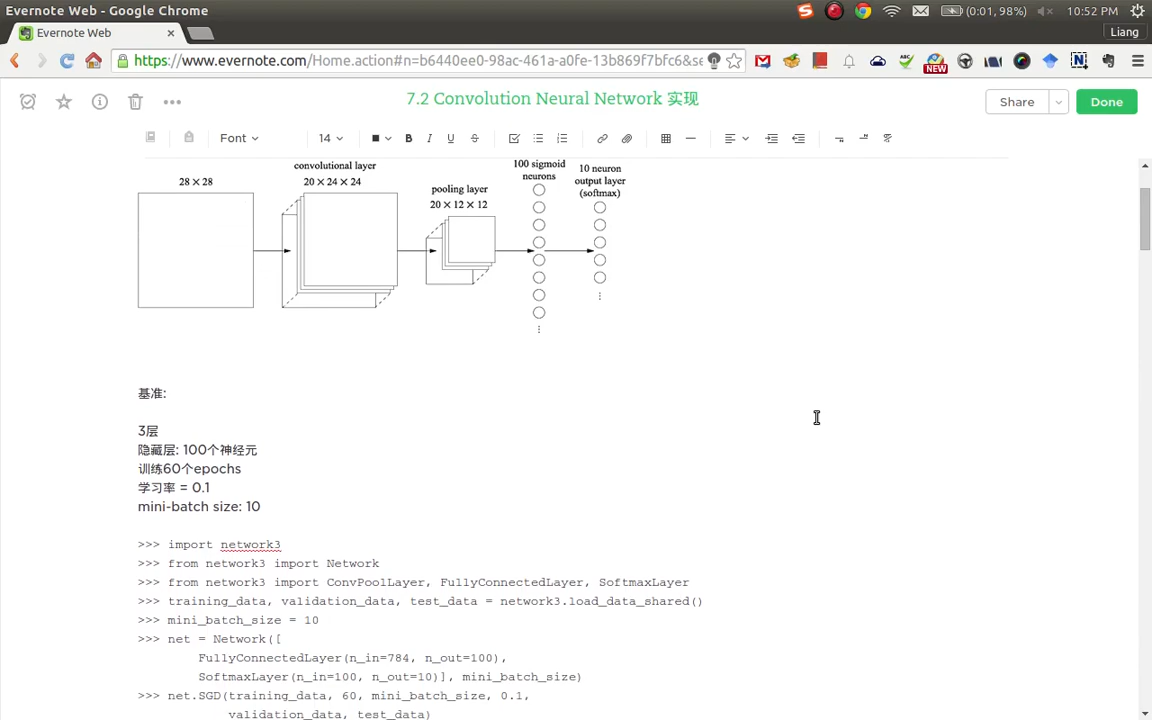 Evernote Web - Google Chrome
(0:01, 98%)
10:52 PM
Evernote Web
Liang
https://www.evernote.com/Home.action#n=b6440ee0-98ac-461a-a0fe-13b869f7bfc6&se
NEW
7.2 Convolution Neural Network 实现
Share
Done
Font
14
B
I
U
S
28 × 28
convolutional layer
20 × 24 × 24
pooling layer
20 × 12 × 12
100 sigmoid
neurons
10 neuron
output layer
(softmax)
基准:
3层
隐藏层: 100个神经元
训练60个epochs
学习率 = 0.1
mini-batch size: 10
>>> import network3
>>> from network3 import Network
>>> from network3 import ConvPoolLayer, FullyConnectedLayer, SoftmaxLayer
>>> training_data, validation_data, test_data = network3.load_data_shared()
>>> mini_batch_size = 10
>>> net = Network([
FullyConnectedLayer(n_in=784, n_out=100),
SoftmaxLayer(n_in=100, n_out=10)], mini_batch_size)
>>> net.SGD(training_data, 60, mini_batch_size, 0.1,
validation_data, test_data)